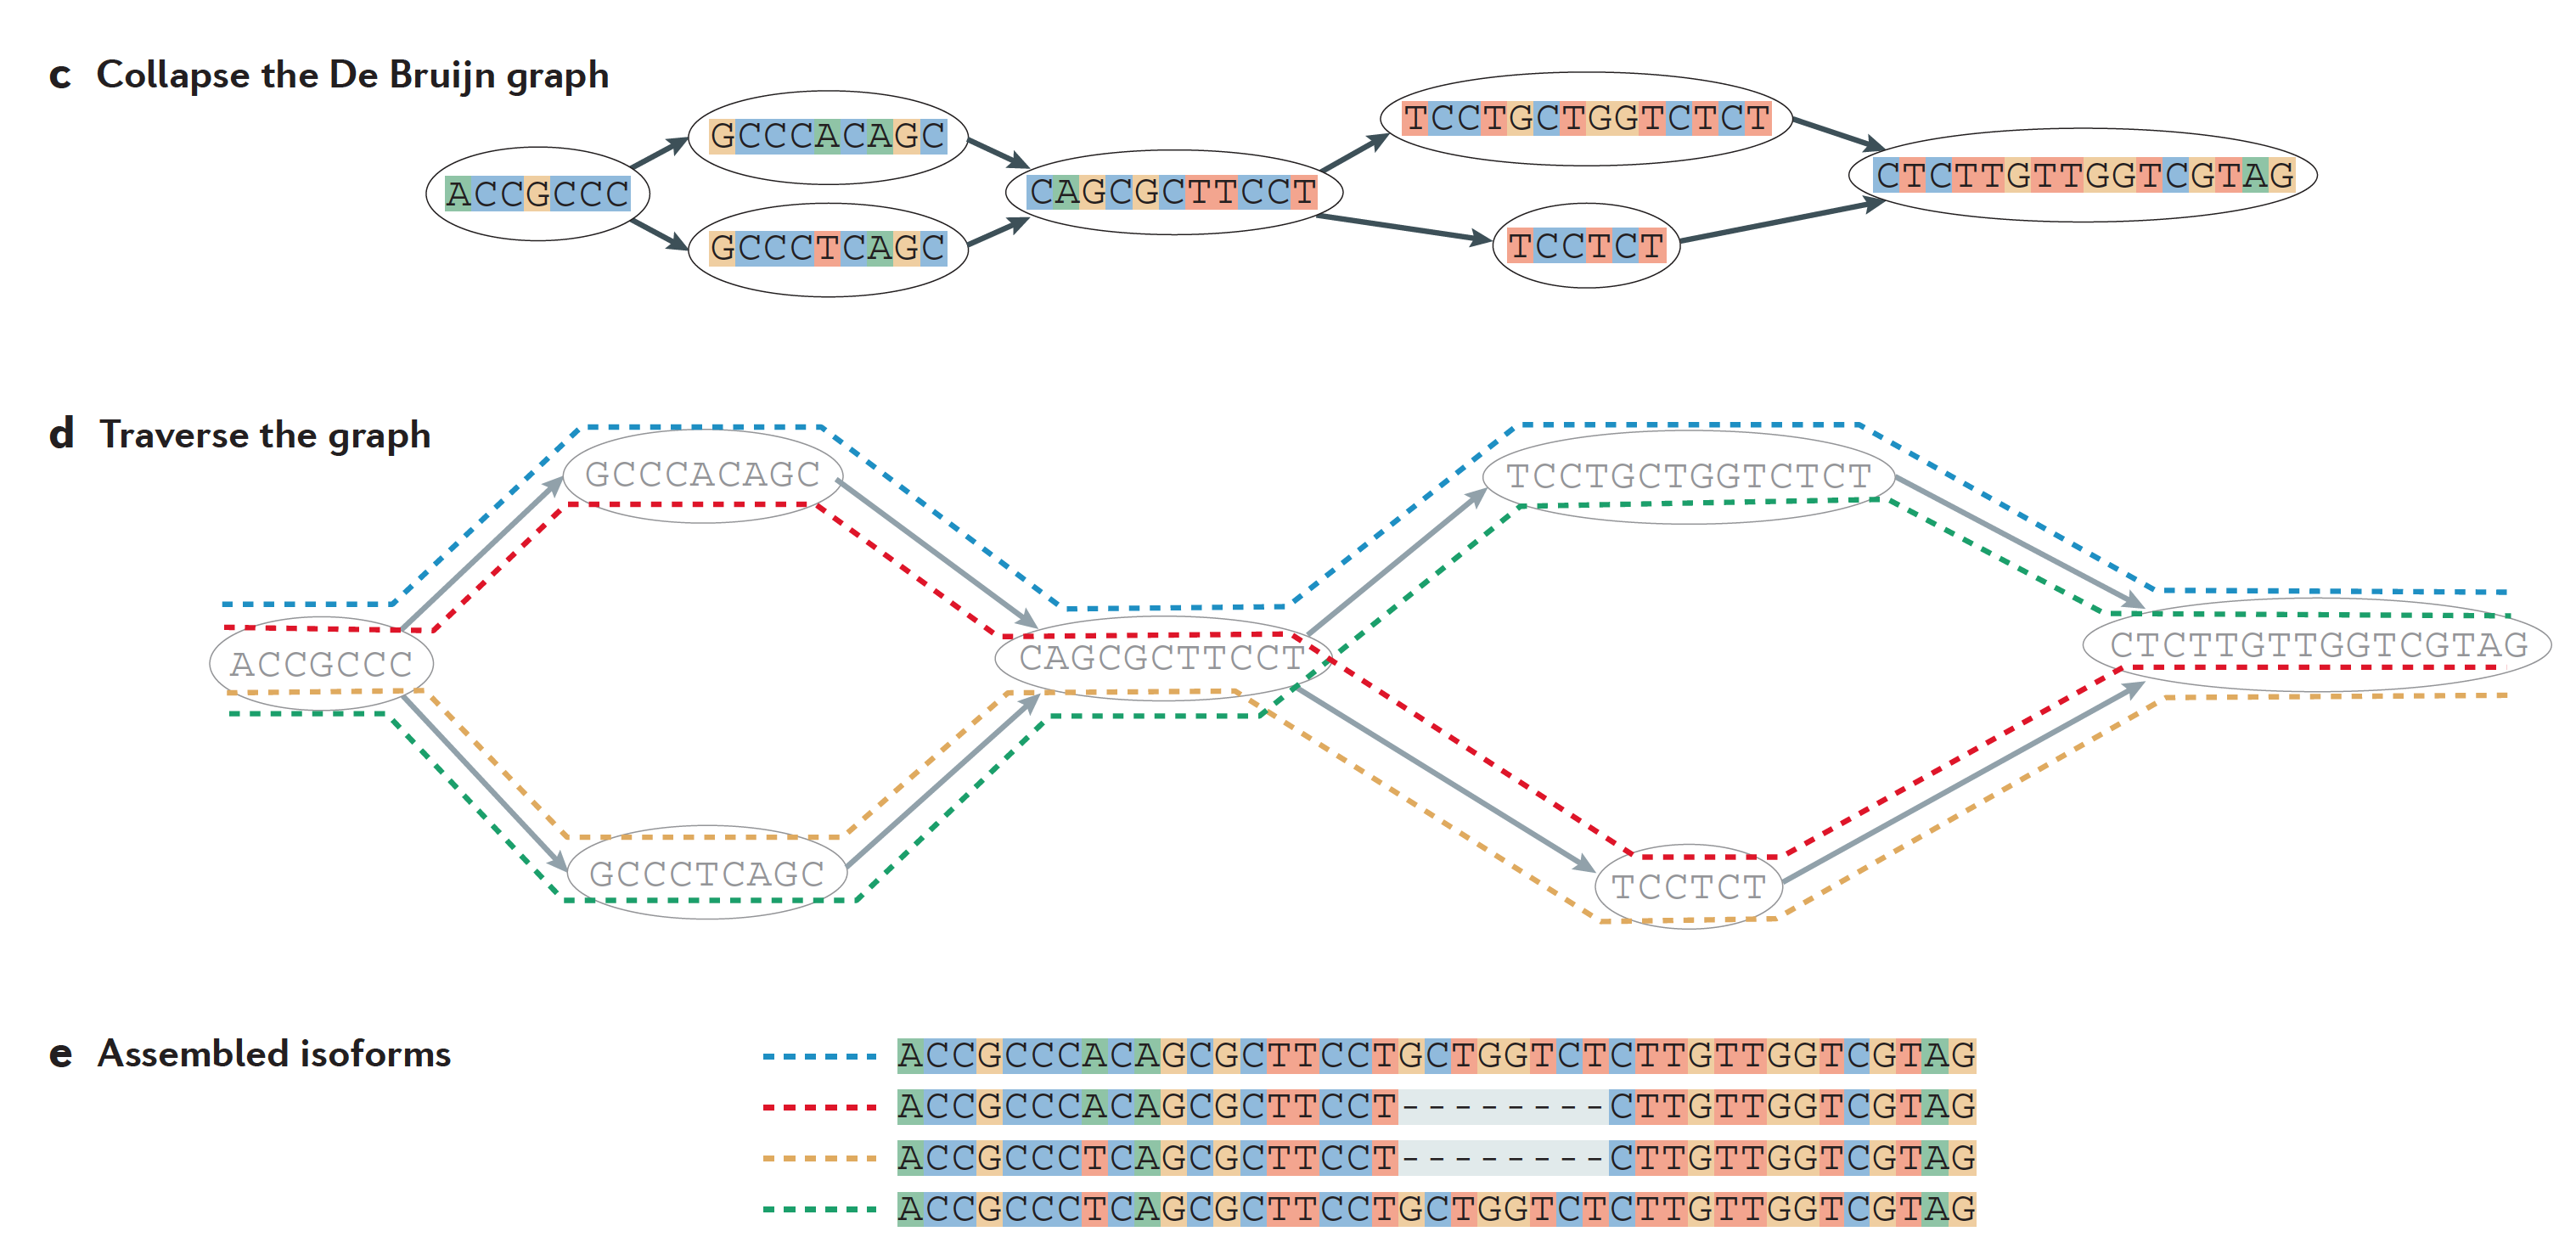 c Collapse the De Bruijn graph
ACCGCCC
GCCCACAGC
GCCCTCAGC
CAGCGCTTCCT
TCCTGCTGGTCTCT
TCCTCT
CTCTTGTTGGTCGTAG
d Traverse the graph
ACCGCCC
GCCCACAGC
GCCCTCAGC
CAGCGCTTCCT
TCCTGCTGGTCTCT
TCCTCT
CTCTTGTTGGTCGTAG
e Assembled isoforms
ACCGCCCACAGCGCTTCCTGCTGGTCTCTTGTTGGTCGTAG
ACCGCCCACAGCGCTTCCT--------CTTGTTGGTCGTAG
ACCGCCCTCAGCGCTTCCT--------CTTGTTGGTCGTAG
ACCGCCCTCAGCGCTTCCTGCTGGTCTCTTGTTGGTCGTAG